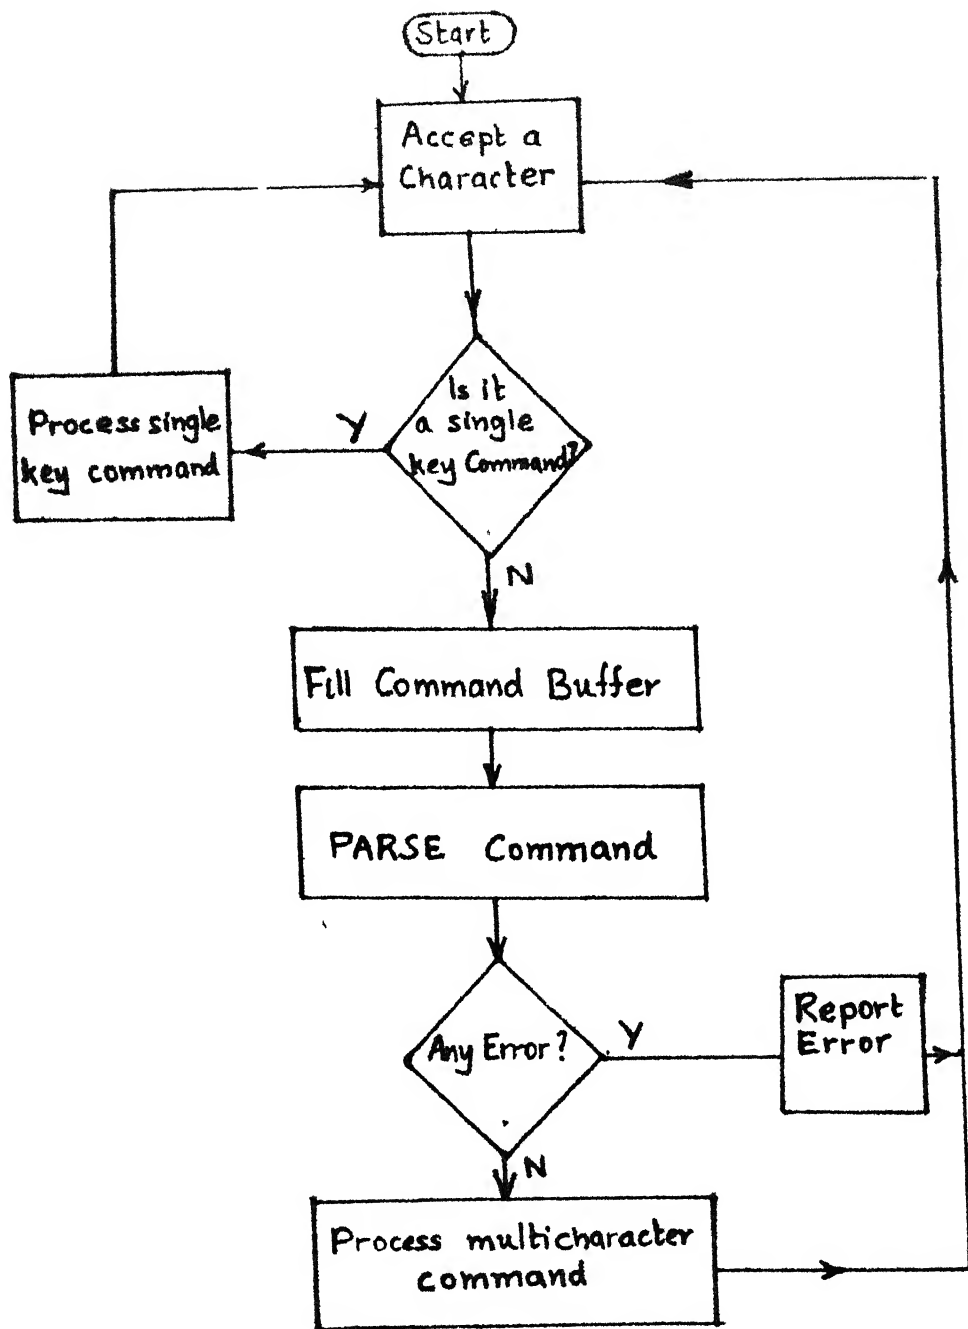 Start
Accept a
Character
Is it
a single
key Command?
Y
Process single
key command
N
Fill Command Buffer
PARSE Command
Any Error?
Y
Report
Error
N
Process multicharacter
command